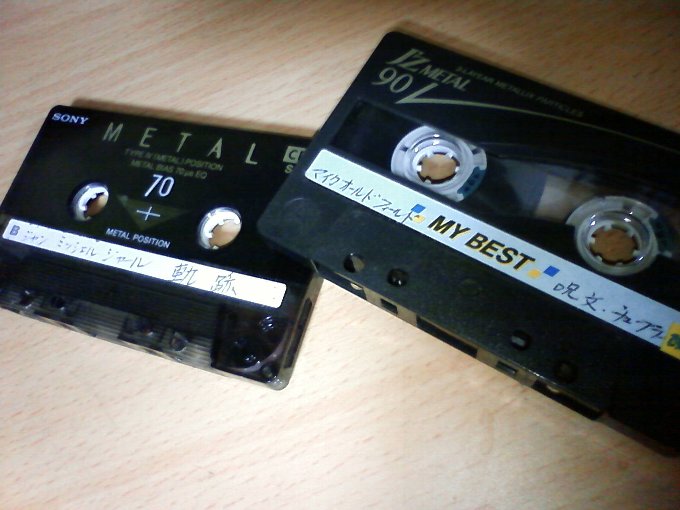 SONY
METAL
TYPE IV (METAL) POSITION
METAL BIAS 70μs EQ
70
METAL POSITION
B ジャン ミッシェル ジャール 軌跡
J'z METAL
90
METALLIX PARTICLES
マイクオールドフィールド MY BEST 呪文・チュブラ